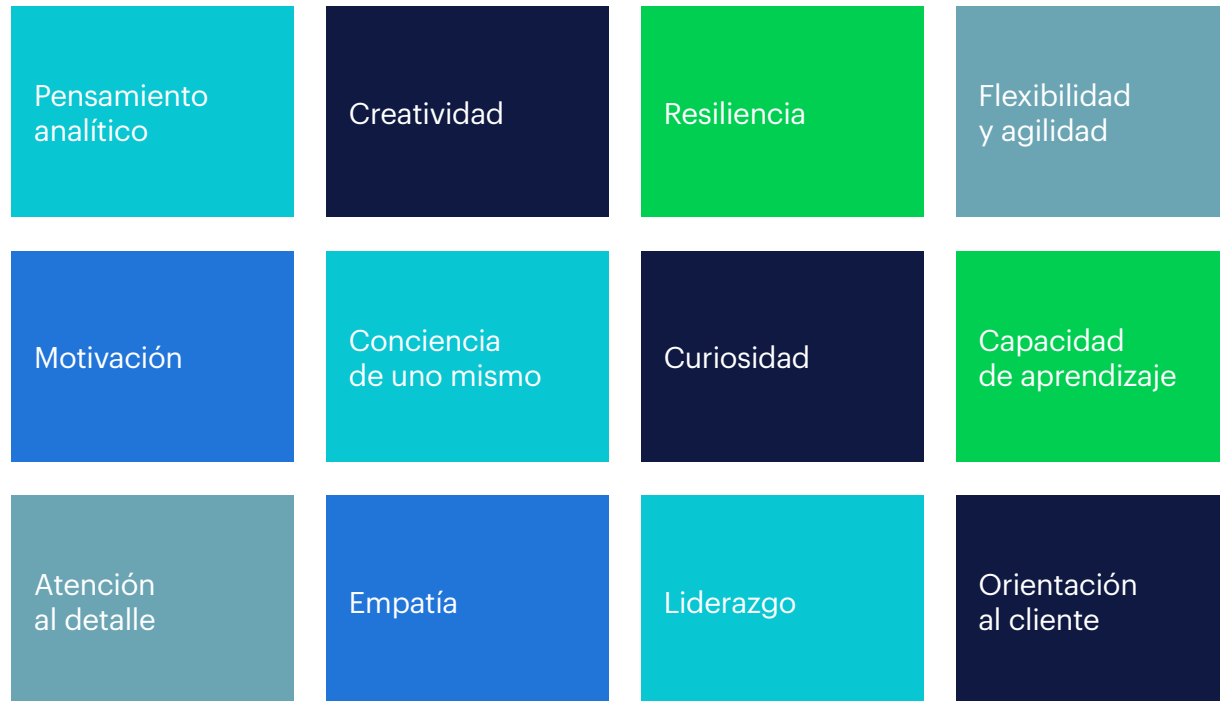 Pensamiento
analítico
Creatividad
Resiliencia
Flexibilidad
y agilidad
Motivación
Conciencia
de uno mismo
Curiosidad
Capacidad
de aprendizaje
Atención
al detalle
Empatía
Liderazgo
Orientación
al cliente